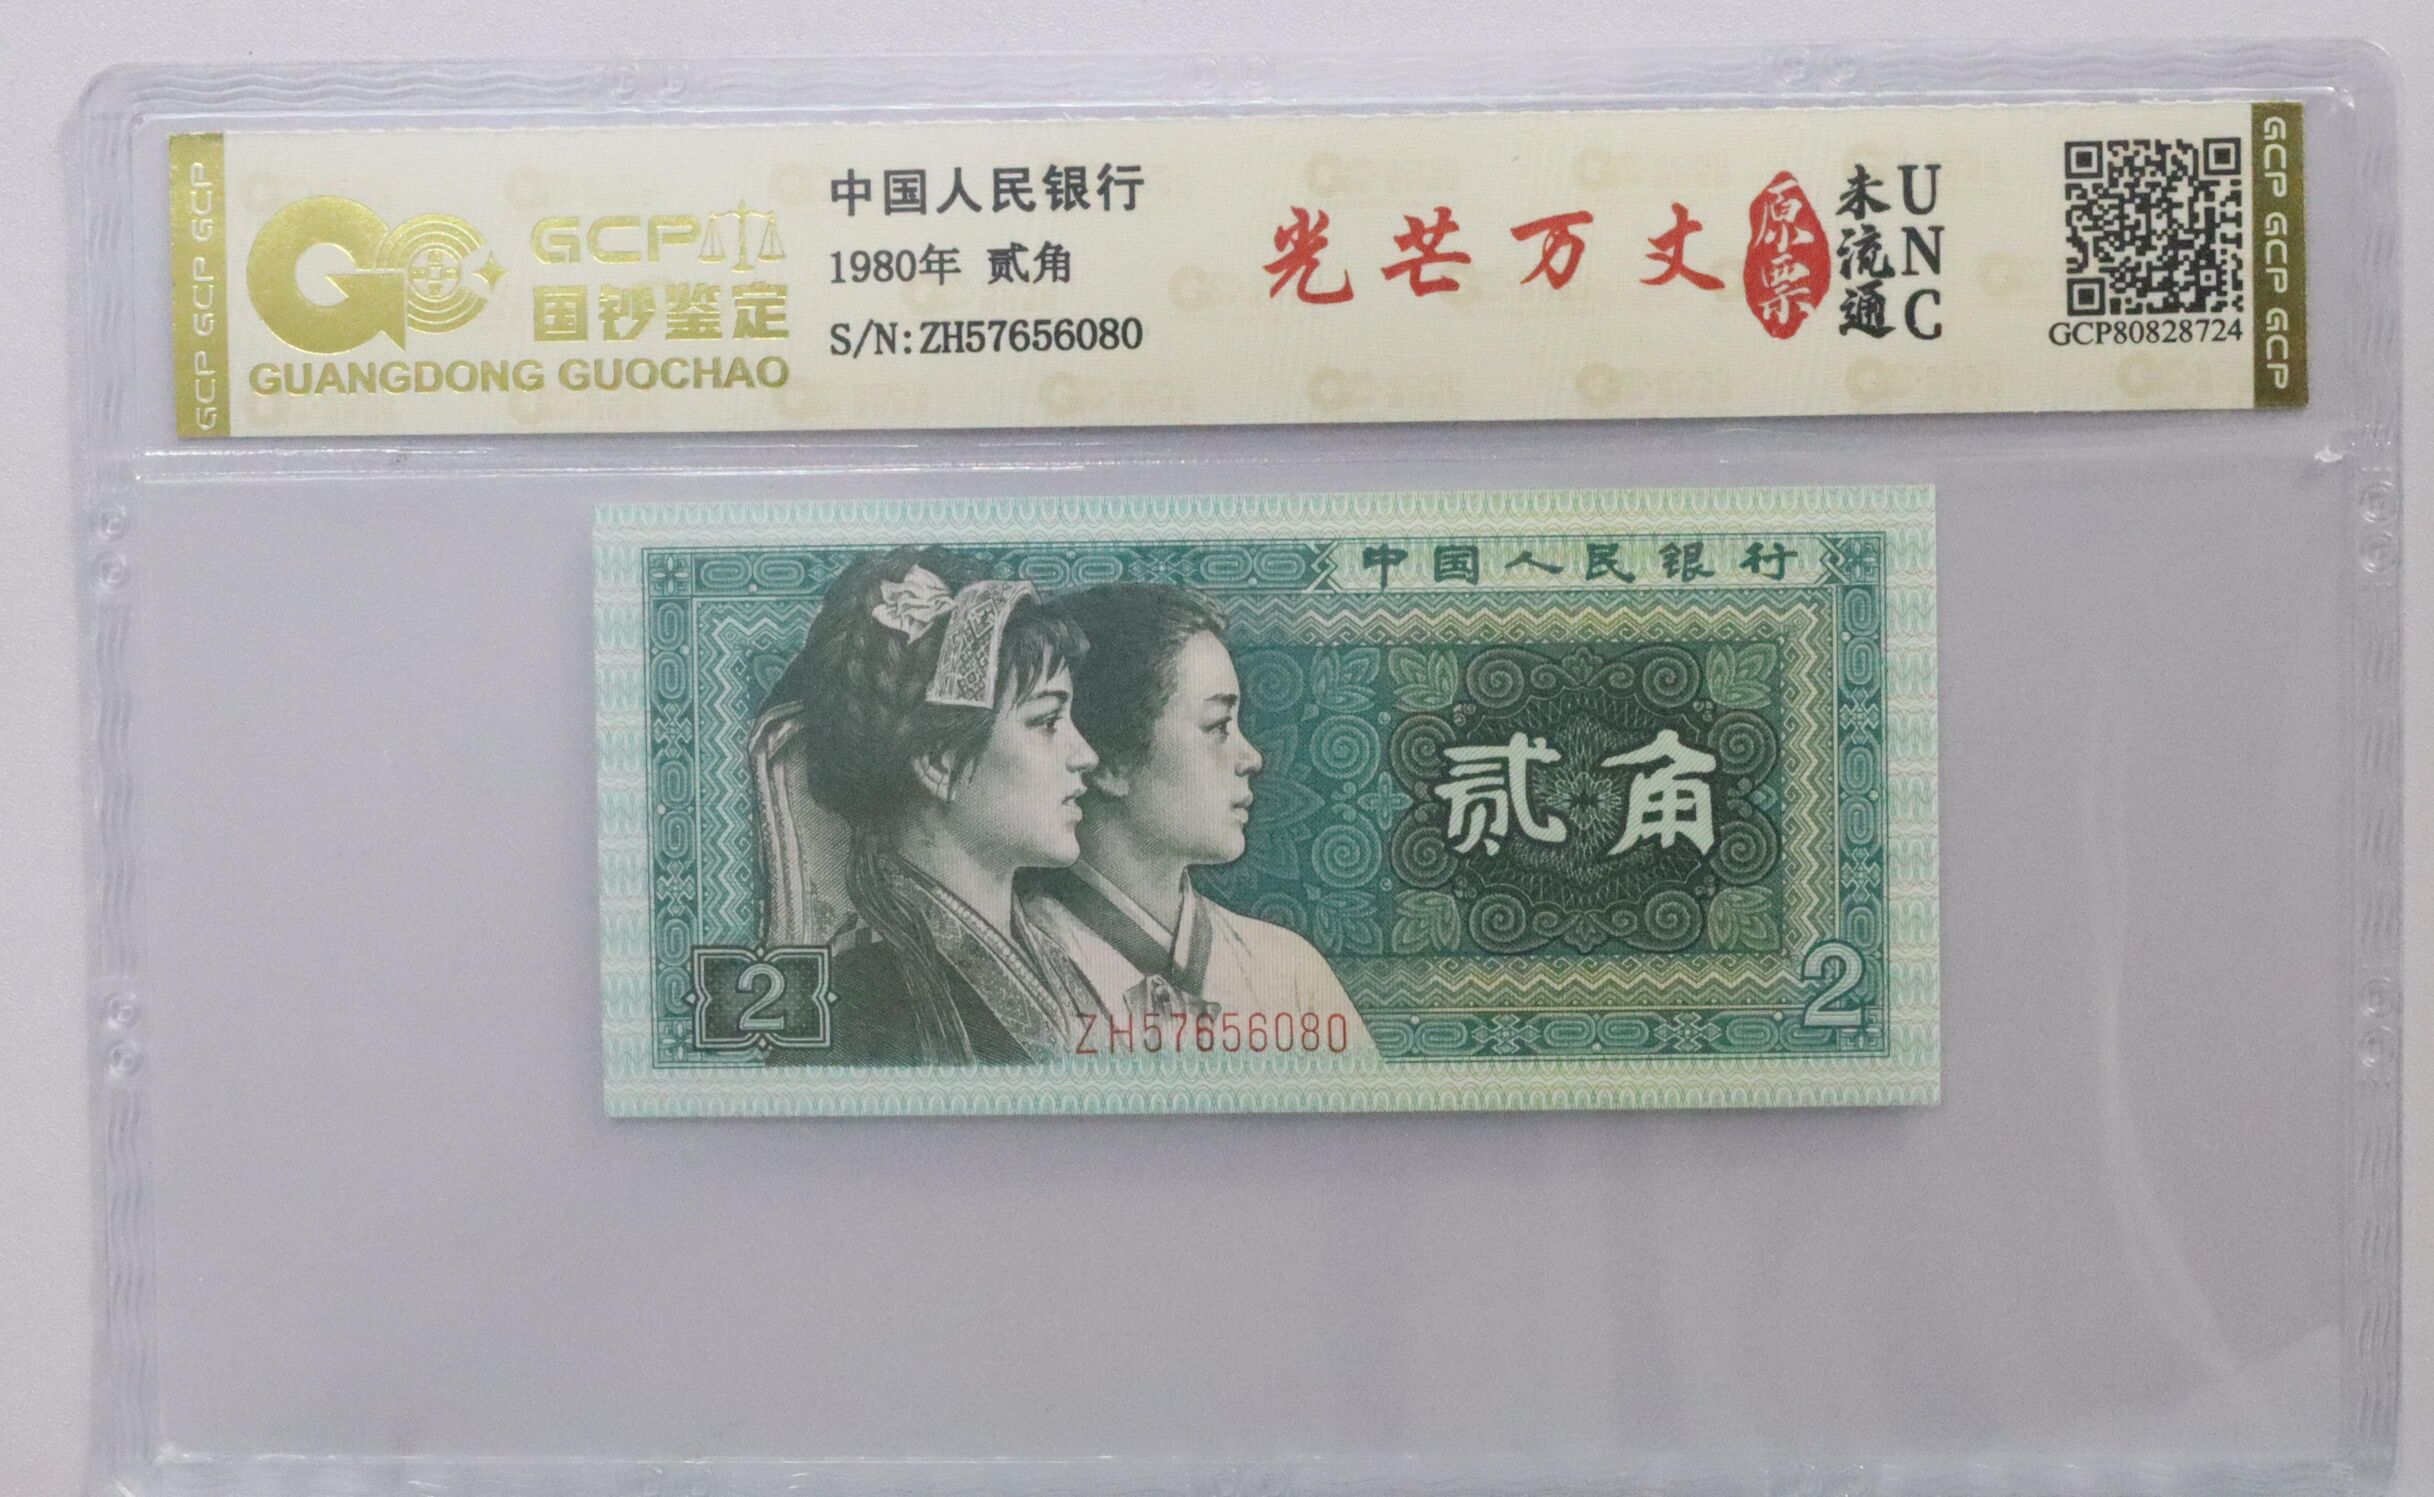 GCP GCP GCP
GCP
国钞鉴定
GUANGDONG GUOCHAO
中国人民银行
1980年 贰角
S/N:ZH57656080
光芒万丈
原票
未流通
UNC
GCP80828724
GCP GCP GCP
中国人民银行
贰角
2
2
ZH57656080